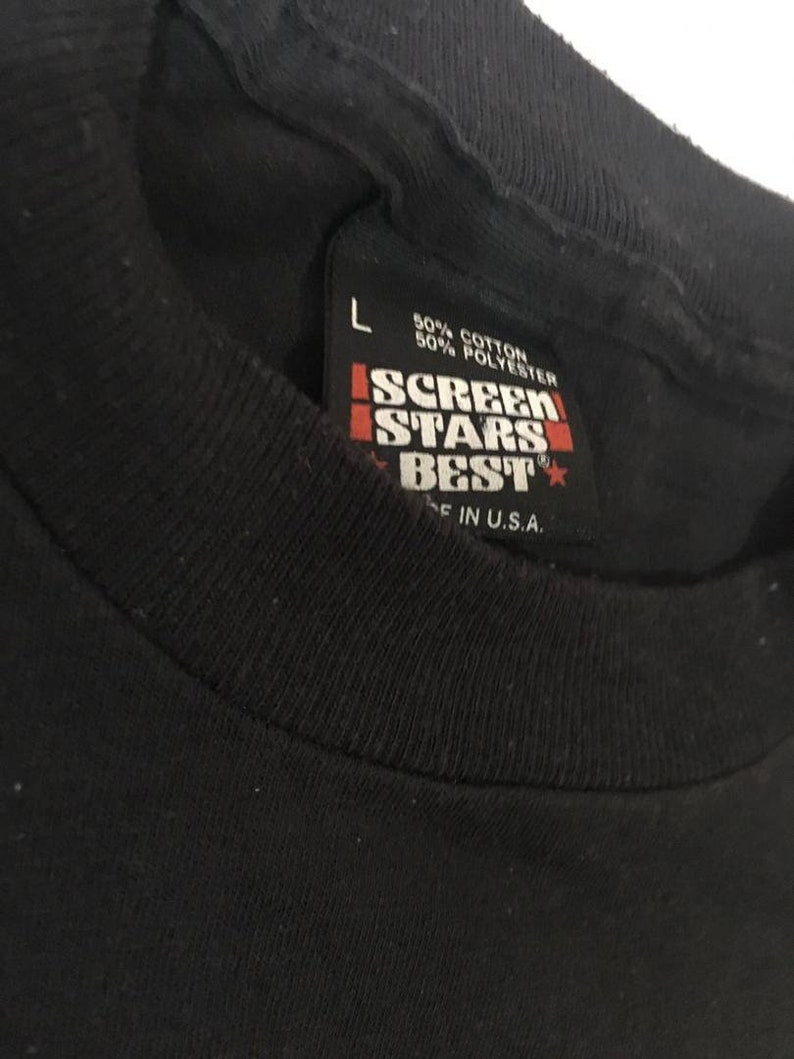 L
50% COTTON
50% POLYESTER
SCREEN
STARS
BEST®
IN U.S.A.